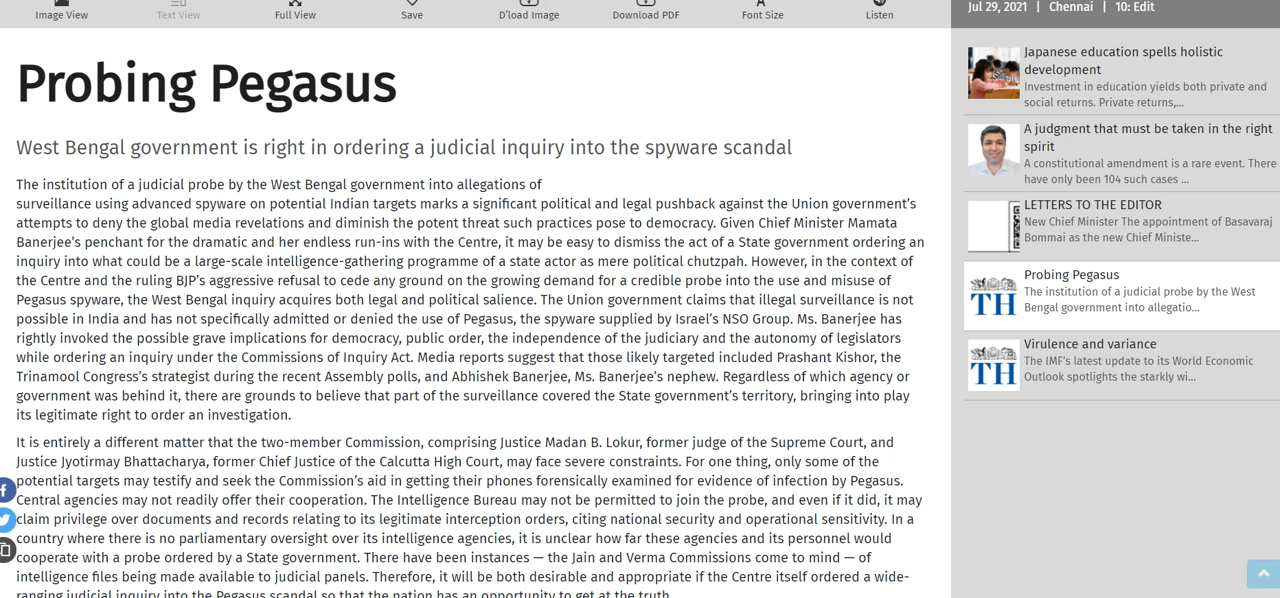 Image View
Text View
Full View
Save
D'load Image
Download PDF
Font Size
Listen
Jul 29, 2021 | Chennai | 10: Edit
Probing Pegasus
West Bengal government is right in ordering a judicial inquiry into the spyware scandal
The institution of a judicial probe by the West Bengal government into allegations of
surveillance using advanced spyware on potential Indian targets marks a significant political and legal pushback against the Union government's
attempts to deny the global media revelations and diminish the potent threat such practices pose to democracy. Given Chief Minister Mamata
Banerjee's penchant for the dramatic and her endless run-ins with the Centre, it may be easy to dismiss the act of a State government ordering an
inquiry into what could be a large-scale intelligence-gathering programme of a state actor as mere political chutzpah. However, in the context of
the Centre and the ruling BJP's aggressive refusal to cede any ground on the growing demand for a credible probe into the use and misuse of
Pegasus spyware, the West Bengal inquiry acquires both legal and political salience. The Union government claims that illegal surveillance is not
possible in India and has not specifically admitted or denied the use of Pegasus, the spyware supplied by Israel's NSO Group. Ms. Banerjee has
rightly invoked the possible grave implications for democracy, public order, the independence of the judiciary and the autonomy of legislators
while ordering an inquiry under the Commissions of Inquiry Act. Media reports suggest that those likely targeted included Prashant Kishor, the
Trinamool Congress's strategist during the recent Assembly polls, and Abhishek Banerjee, Ms. Banerjee's nephew. Regardless of which agency or
government was behind it, there are grounds to believe that part of the surveillance covered the State government's territory, bringing into play
its legitimate right to order an investigation.
It is entirely a different matter that the two-member Commission, comprising Justice Madan B. Lokur, former judge of the Supreme Court, and
Justice Jyotirmay Bhattacharya, former Chief Justice of the Calcutta High Court, may face severe constraints. For one thing, only some of the
potential targets may testify and seek the Commission's aid in getting their phones forensically examined for evidence of infection by Pegasus.
Central agencies may not readily offer their cooperation. The Intelligence Bureau may not be permitted to join the probe, and even if it did, it may
claim privilege over documents and records relating to its legitimate interception orders, citing national security and operational sensitivity. In a
country where there is no parliamentary oversight over its intelligence agencies, it is unclear how far these agencies and its personnel would
cooperate with a probe ordered by a State government. There have been instances — the Jain and Verma Commissions come to mind — of
intelligence files being made available to judicial panels. Therefore, it will be both desirable and appropriate if the Centre itself ordered a wide-
ranging judicial inquiry into the Pegasus scandal so that the nation has an opportunity to get at the truth.
Japanese education spells holistic
development
Investment in education yields both private and
social returns. Private returns,...
A judgment that must be taken in the right
spirit
A constitutional amendment is a rare event. There
have been only 104 such cases ...
LETTERS TO THE EDITOR
New Chief Minister The appointment of Basavaraj
Bommai as the new Chief Ministe...
Probing Pegasus
The institution of a judicial probe by the West
Bengal government into allegatio...
TH
Virulence and variance
The IMF's latest update to its World Economic
Outlook spotlights the starkly wi...
TH